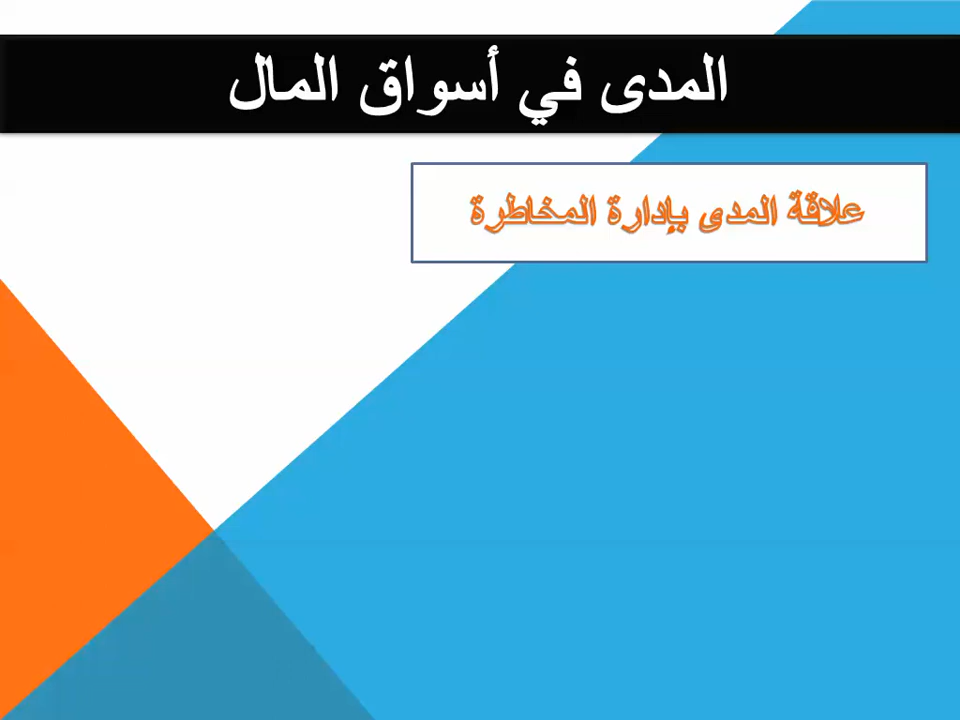 المدى في أسواق المال
علاقة المدى بإدارة المخاطرة